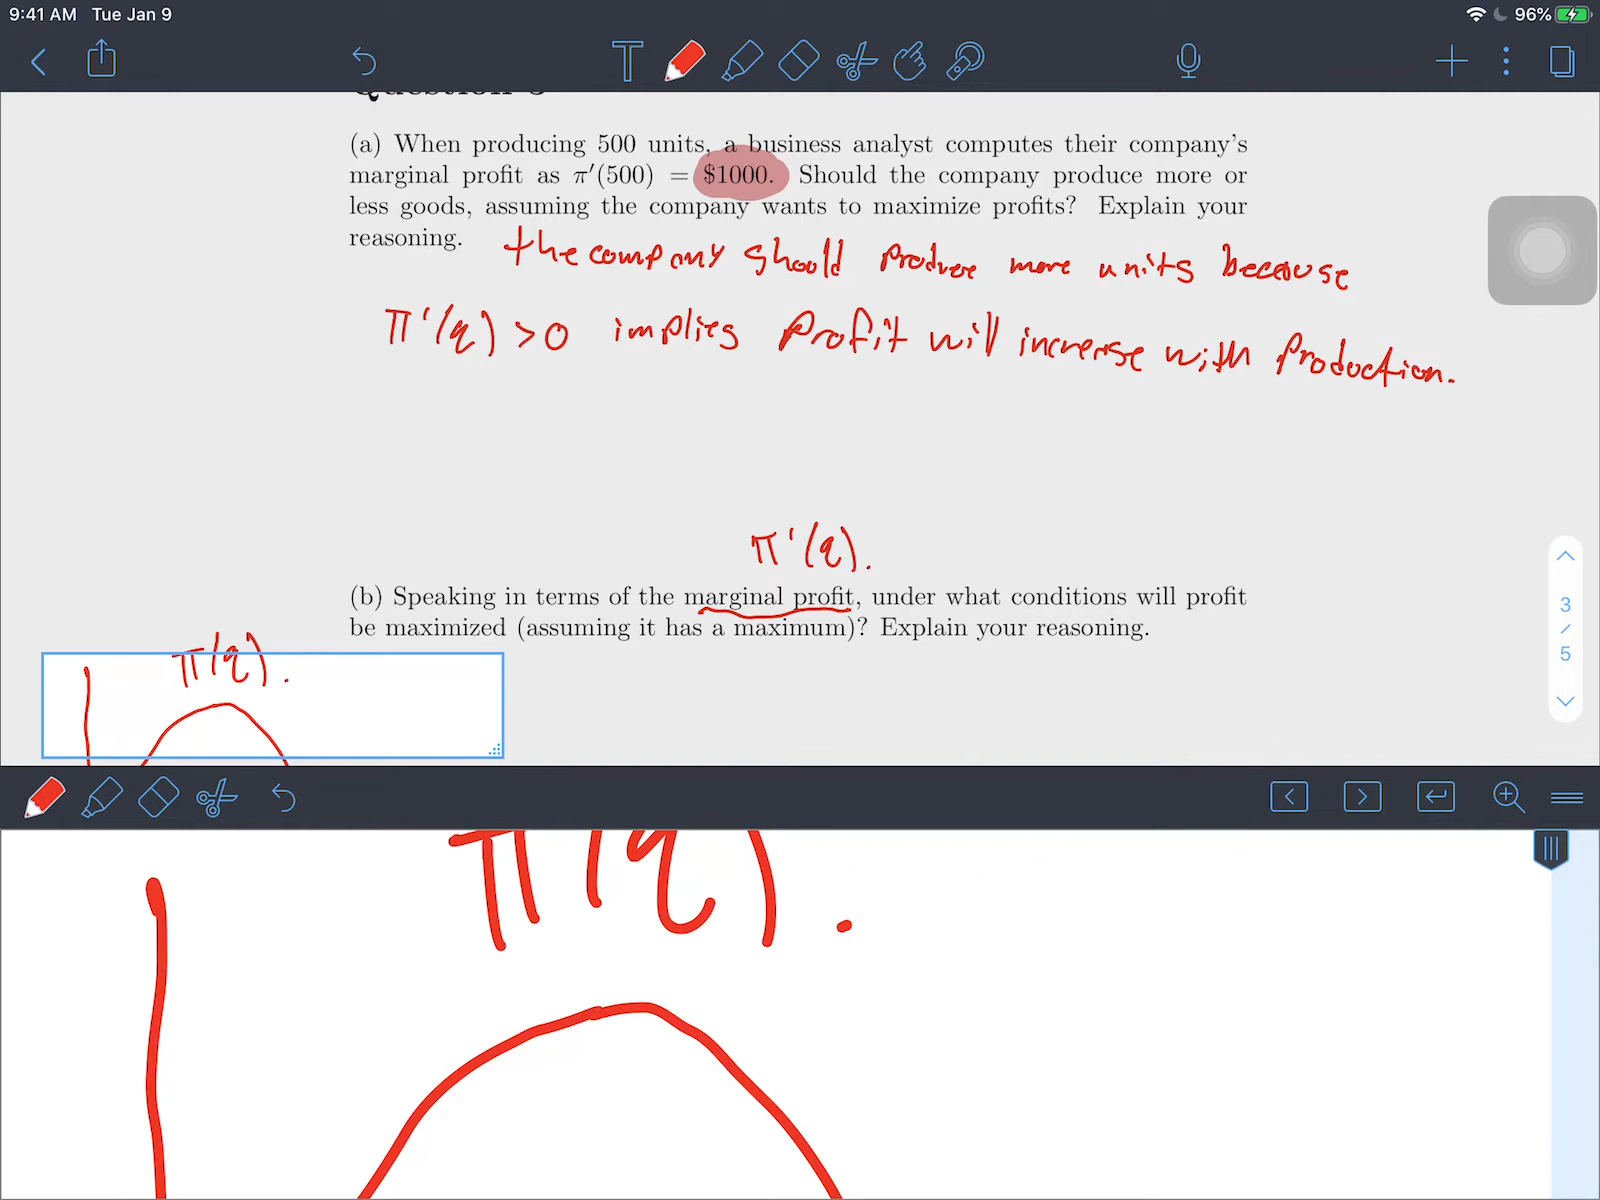 9:41 AM Tue Jan 9
96%
(a) When producing 500 units, a business analyst computes their company's
marginal profit as π′(500) = $1000. Should the company produce more or
less goods, assuming the company wants to maximize profits? Explain your
reasoning.
the company should produce more units because
π'(q) >0 implies Profit will increase with Production.
π'(q).
(b) Speaking in terms of the marginal profit, under what conditions will profit
be maximized (assuming it has a maximum)? Explain your reasoning.
π(q).
3
/
5
π(q).